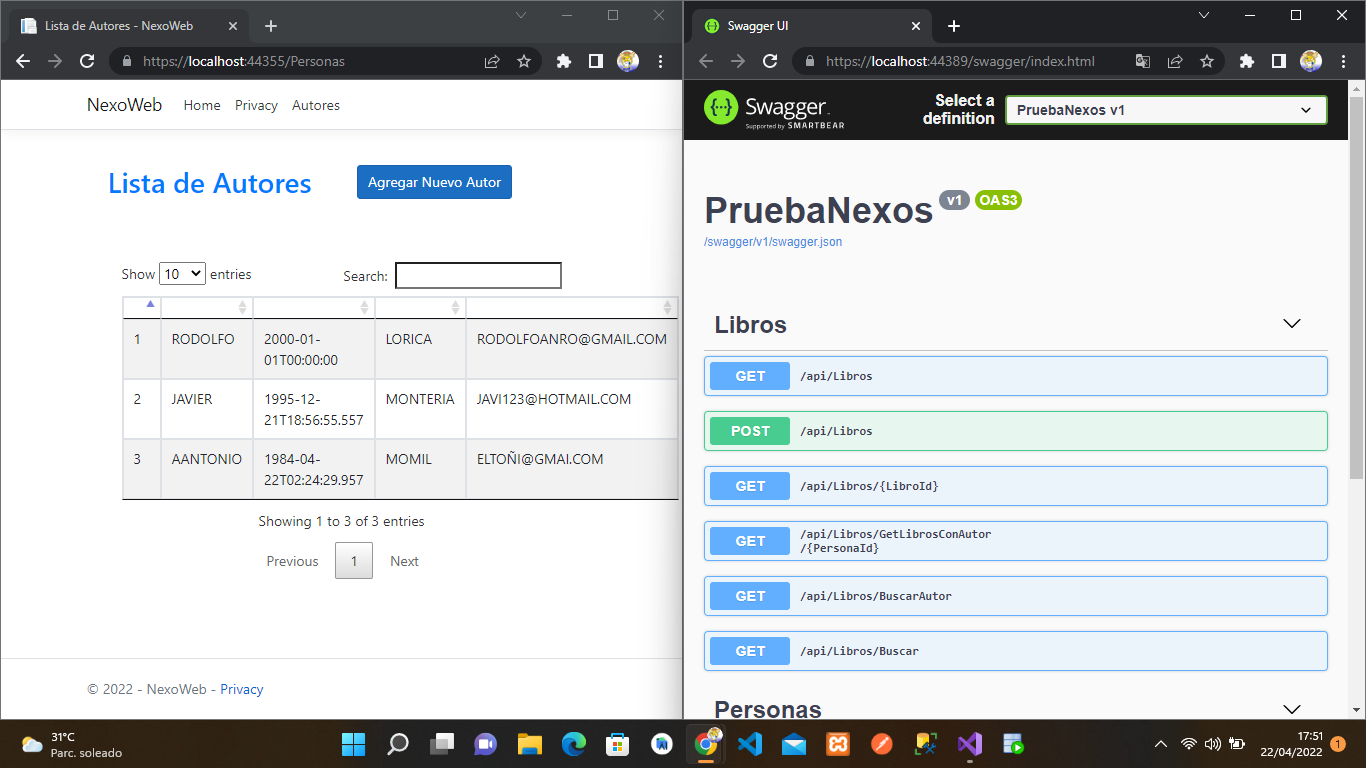 Lista de Autores - NexoWeb
https://localhost:44355/Personas
NexoWeb Home Privacy Autores
Lista de Autores
Agregar Nuevo Autor
Show 10 entries
Search:
1 RODOLFO 2000-01- LORICA RODOLFOANRO@GMAIL.COM
01T00:00:00
2 JAVIER 1995-12- MONTERIA JAVI123@HOTMAIL.COM
21T18:56:55.557
3 AANTONIO 1984-04- MOMIL ELTOÑI@GMAI.COM
22T02:24:29.957
Showing 1 to 3 of 3 entries
Previous 1 Next
© 2022 - NexoWeb - Privacy
Swagger UI
https://localhost:44389/swagger/index.html
Swagger
Supported by SMARTBEAR
Select a
definition
PruebaNexos v1
PruebaNexos v1 OAS3
/swagger/v1/swagger.json
Libros
GET /api/Libros
POST /api/Libros
GET /api/Libros/{LibroId}
GET /api/Libros/GetLibrosConAutor
/{PersonaId}
GET /api/Libros/BuscarAutor
GET /api/Libros/Buscar
Personas
31°C
Parc. soleado
17:51
22/04/2022
1